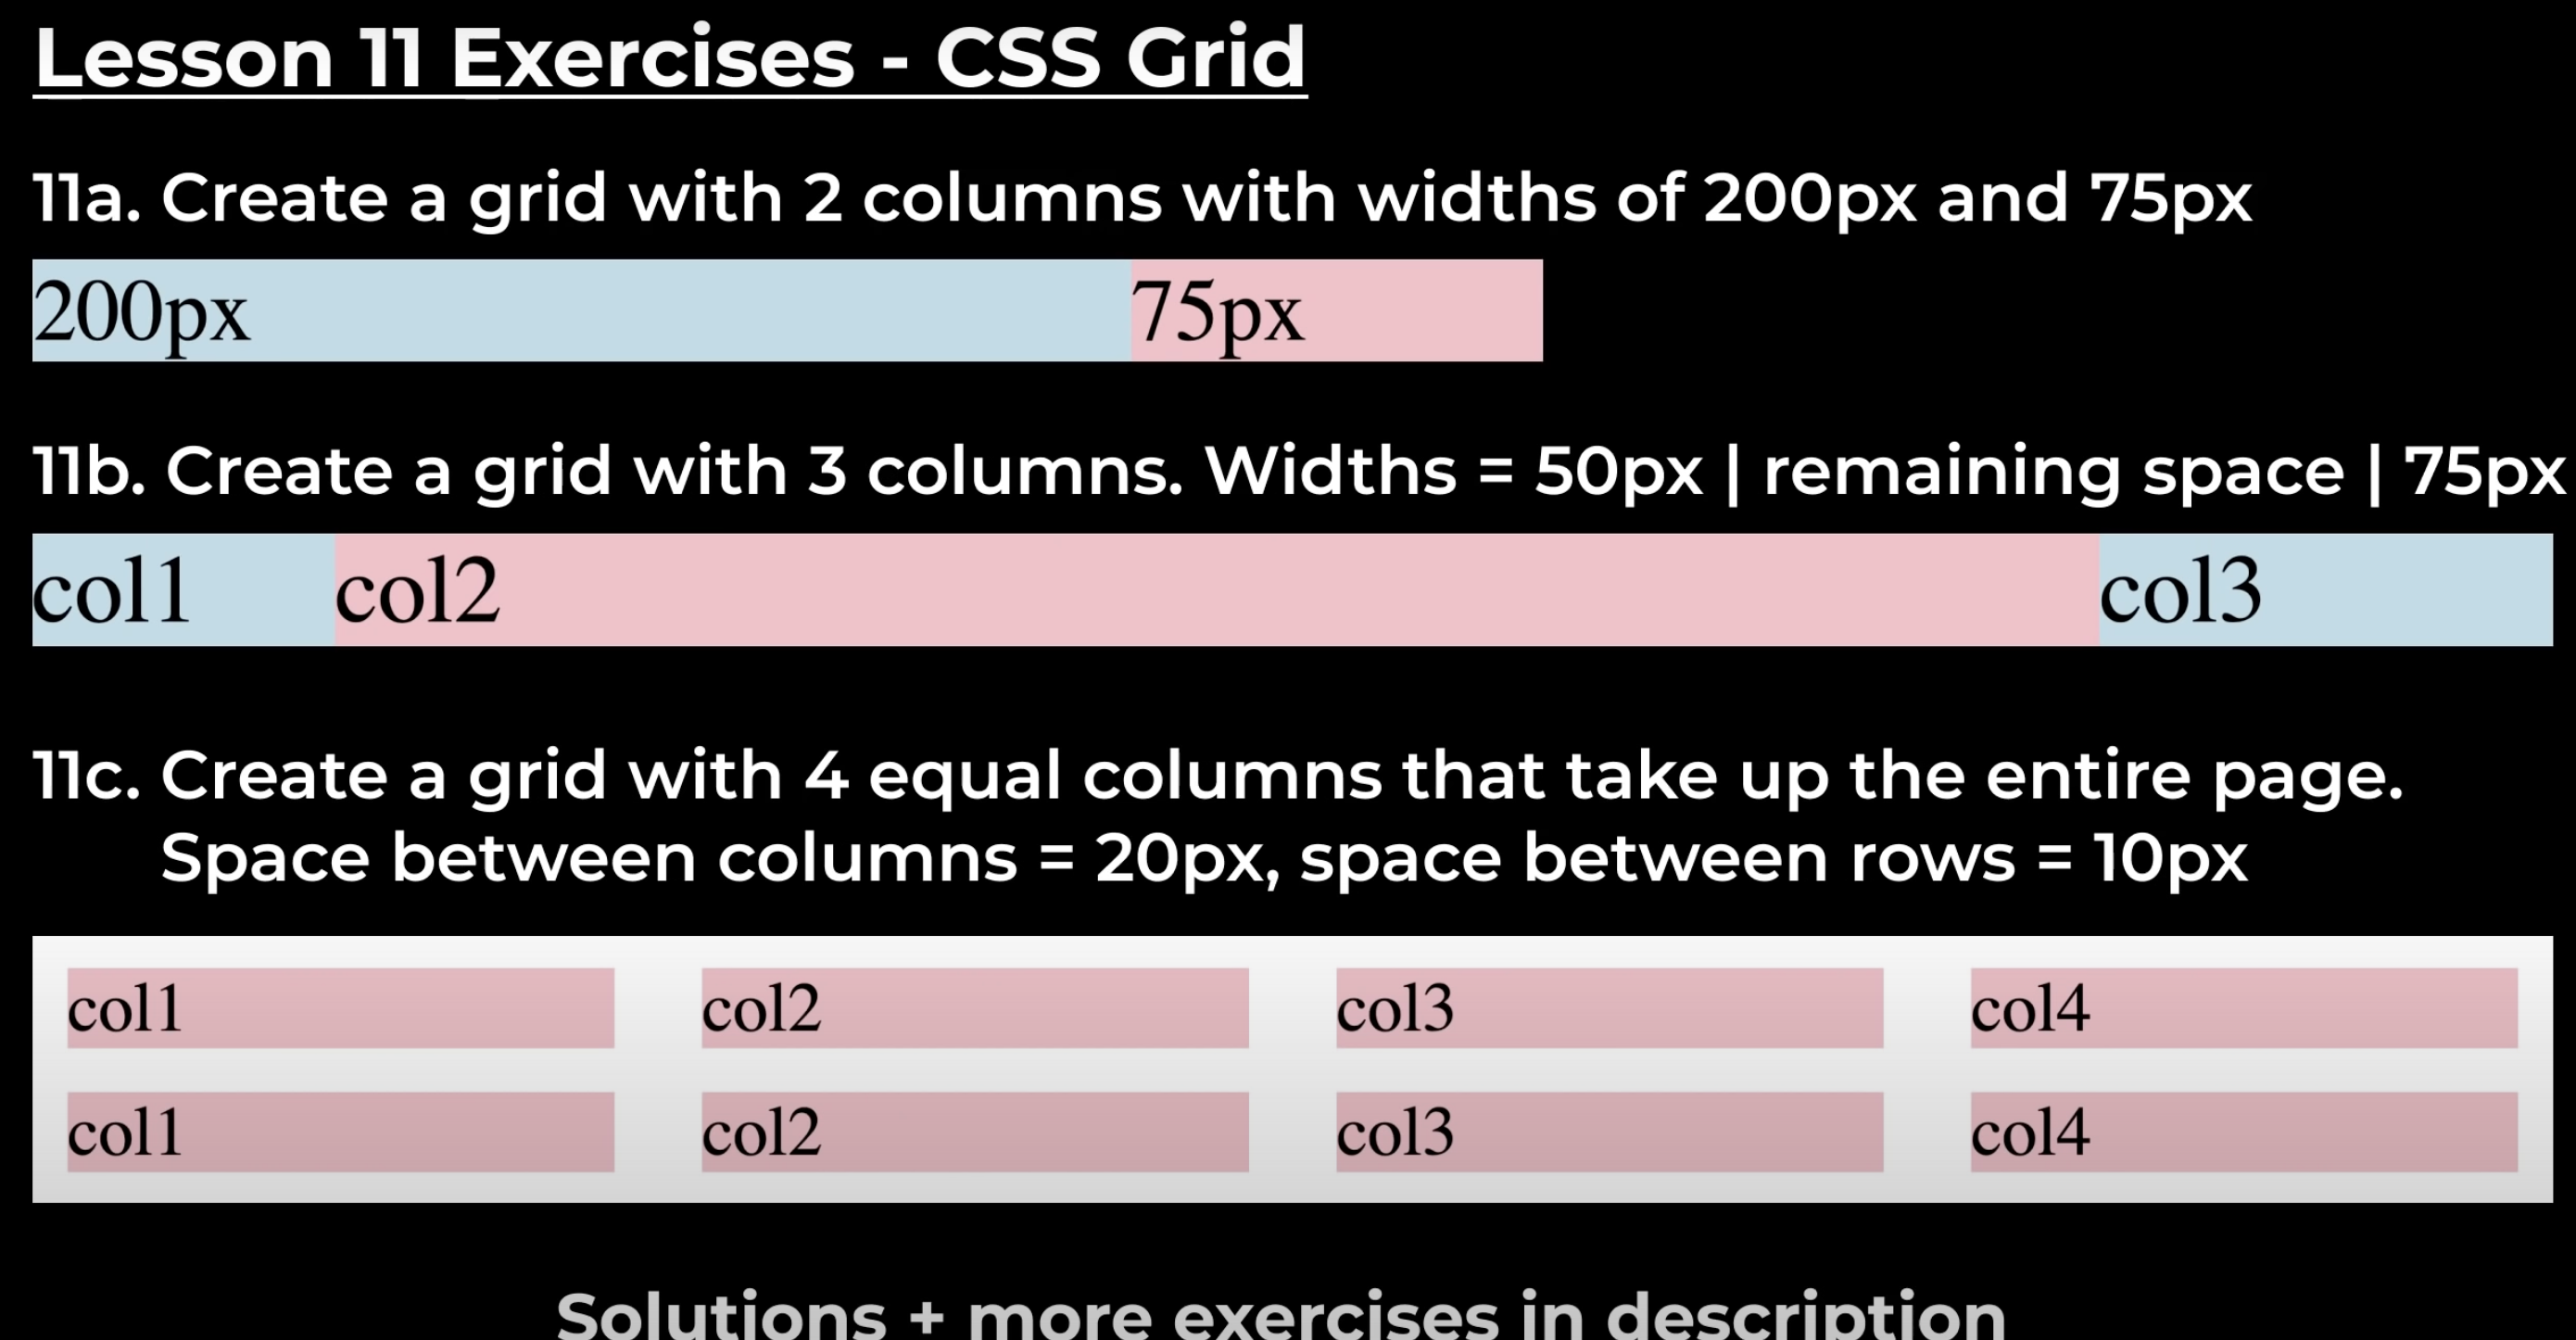 Lesson 11 Exercises - CSS Grid
11a. Create a grid with 2 columns with widths of 200px and 75px
200px 75px
11b. Create a grid with 3 columns. Widths = 50px | remaining space | 75px
col1 col2 col3
11c. Create a grid with 4 equal columns that take up the entire page.
Space between columns = 20px, space between rows = 10px
col1 col2 col3 col4
col1 col2 col3 col4
Solutions + more exercises in description